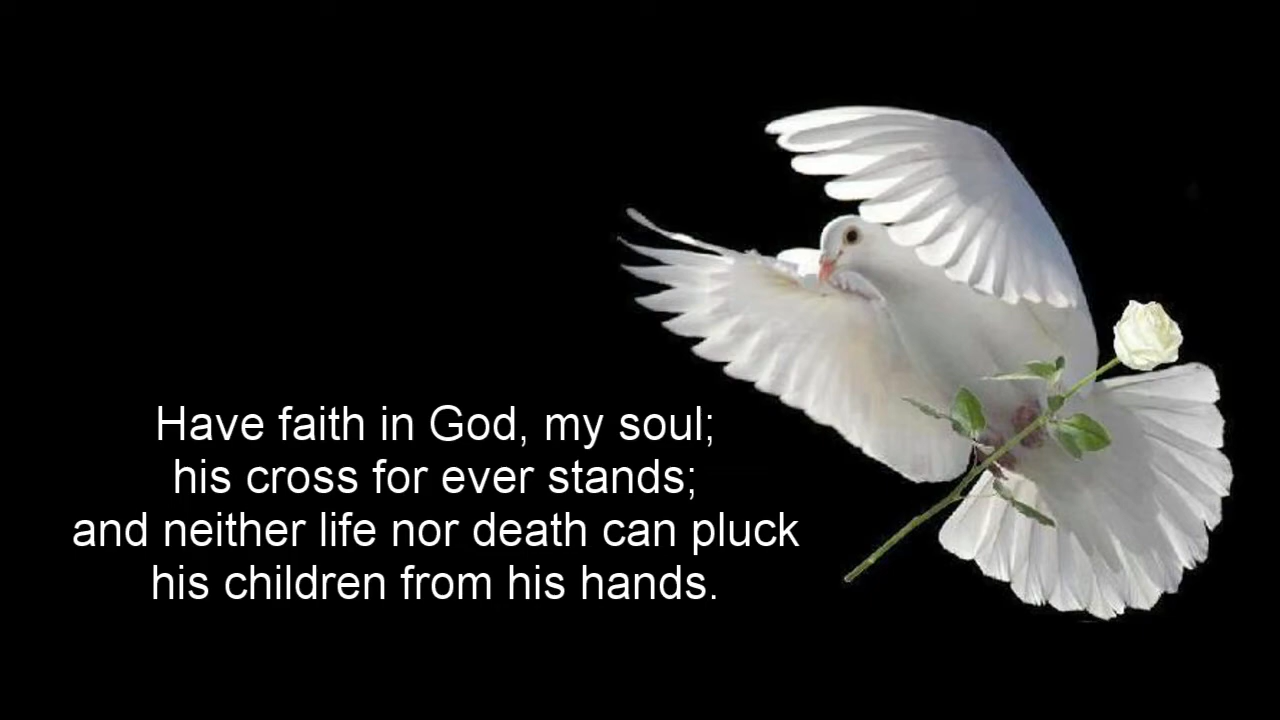 Have faith in God, my soul;
his cross for ever stands;
and neither life nor death can pluck
his children from his hands.